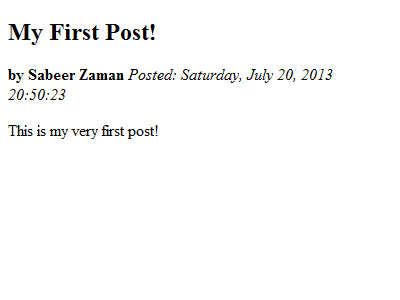 My First Post!
by Sabeer Zaman Posted: Saturday, July 20, 2013
20:50:23
This is my very first post!